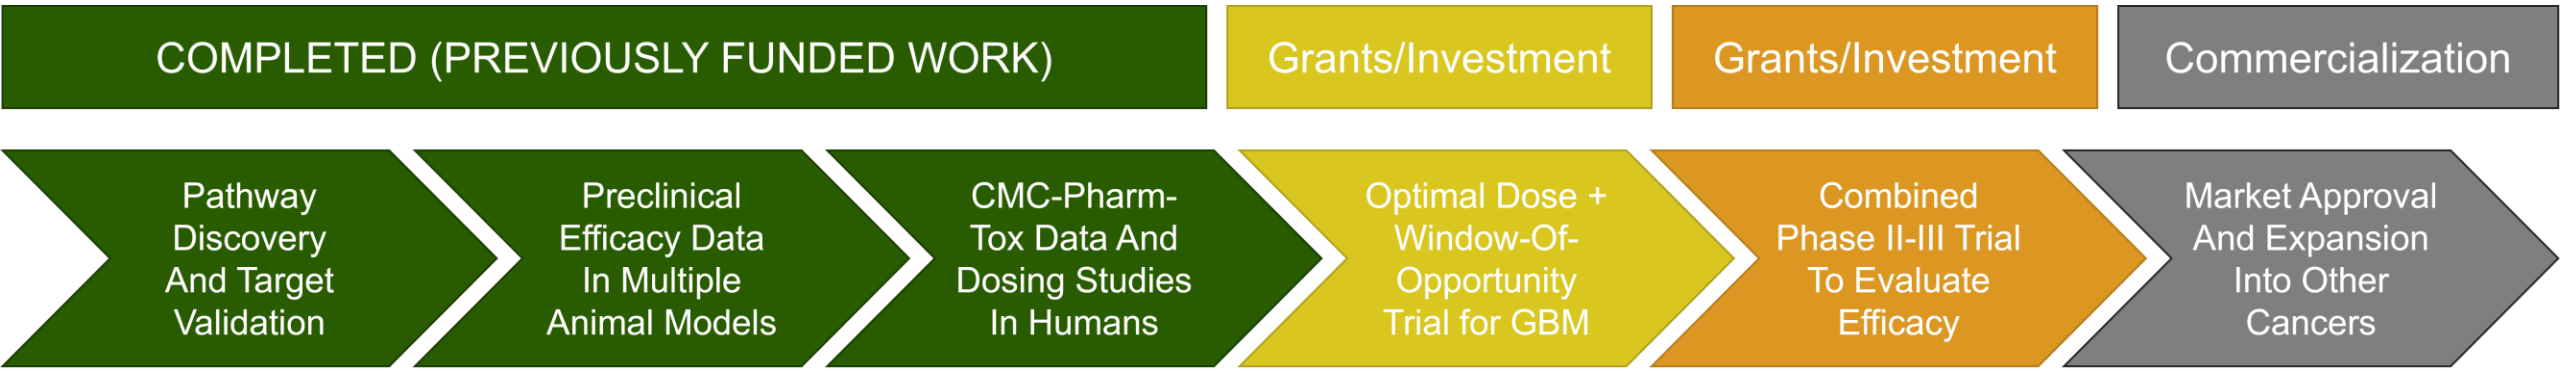 COMPLETED (PREVIOUSLY FUNDED WORK)
Grants/Investment
Grants/Investment
Commercialization
Pathway
Discovery
And Target
Validation
Preclinical
Efficacy Data
In Multiple
Animal Models
CMC-Pharm-
Tox Data And
Dosing Studies
In Humans
Optimal Dose +
Window-Of-
Opportunity
Trial for GBM
Combined
Phase II-III Trial
To Evaluate
Efficacy
Market Approval
And Expansion
Into Other
Cancers